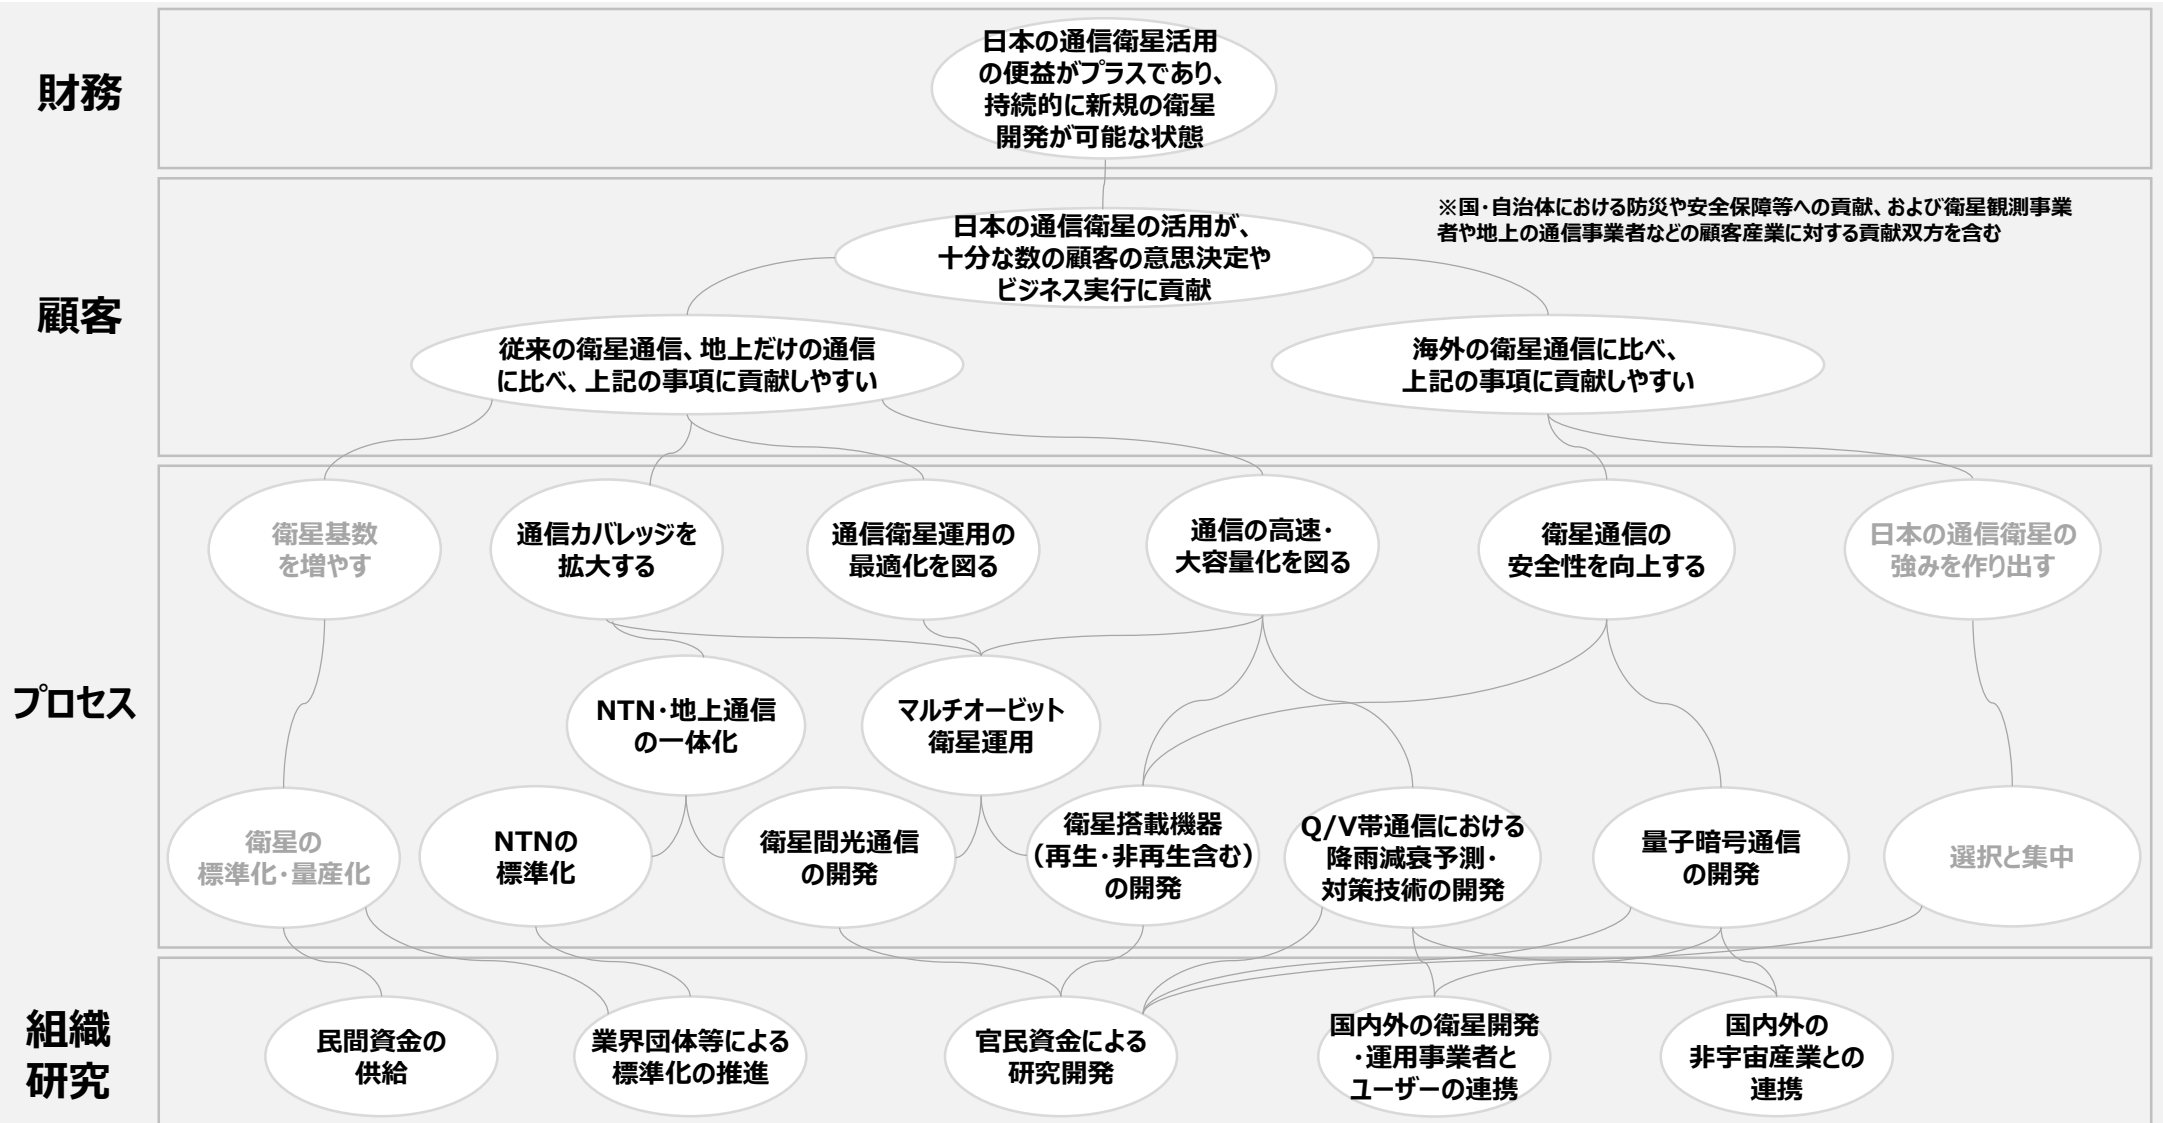 財務
日本の通信衛星活用
の便益がプラスであり、
持続的に新規の衛星
開発が可能な状態
顧客
日本の通信衛星の活用が、
十分な数の顧客の意思決定や
ビジネス実行に貢献
※国・自治体における防災や安全保障等への貢献、および衛星観測事業
者や地上の通信事業者などの顧客産業に対する貢献双方を含む
従来の衛星通信、地上だけの通信
に比べ、上記の事項に貢献しやすい
海外の衛星通信に比べ、
上記の事項に貢献しやすい
プロセス
衛星基数
を増やす
通信カバレッジを
拡大する
通信衛星運用の
最適化を図る
通信の高速・
大容量化を図る
衛星通信の
安全性を向上する
日本の通信衛星の
強みを作り出す
NTN・地上通信
の一体化
マルチオービット
衛星運用
衛星の
標準化・量産化
NTNの
標準化
衛星間光通信
の開発
衛星搭載機器
（再生・非再生含む）
の開発
Q/V帯通信における
降雨減衰予測・
対策技術の開発
量子暗号通信
の開発
選択と集中
組織
研究
民間資金の
供給
業界団体等による
標準化の推進
官民資金による
研究開発
国内外の衛星開発
・運用事業者と
ユーザーの連携
国内外の
非宇宙産業との
連携